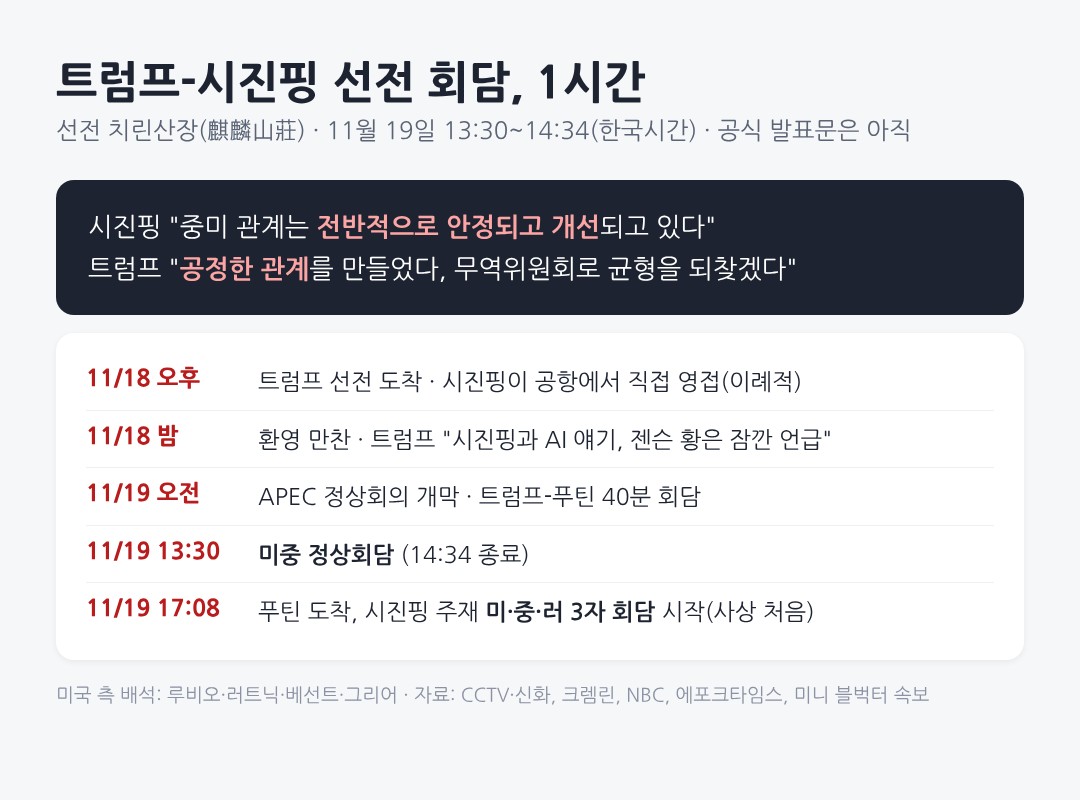 트럼프-시진핑 선전 회담, 1시간
선전 치린산장(麒麟山莊) · 11월 19일 13:30~14:34(한국시간) · 공식 발표문은 아직
시진핑 "중미 관계는 전반적으로 안정되고 개선되고 있다"
트럼프 "공정한 관계를 만들었다, 무역위원회로 균형을 되찾겠다"
11/18 오후 트럼프 선전 도착 · 시진핑이 공항에서 직접 영접(이례적)
11/18 밤 환영 만찬 · 트럼프 "시진핑과 AI 얘기, 젠슨 황은 잠깐 언급"
11/19 오전 APEC 정상회의 개막 · 트럼프-푸틴 40분 회담
11/19 13:30 미중 정상회담 (14:34 종료)
11/19 17:08 푸틴 도착, 시진핑 주재 미·중·러 3자 회담 시작(사상 처음)
미국 측 배석: 루비오·러트닉·베선트·그리어 · 자료: CCTV·신화, 크렘린, NBC, 에포크타임스, 미니 블벅터 속보